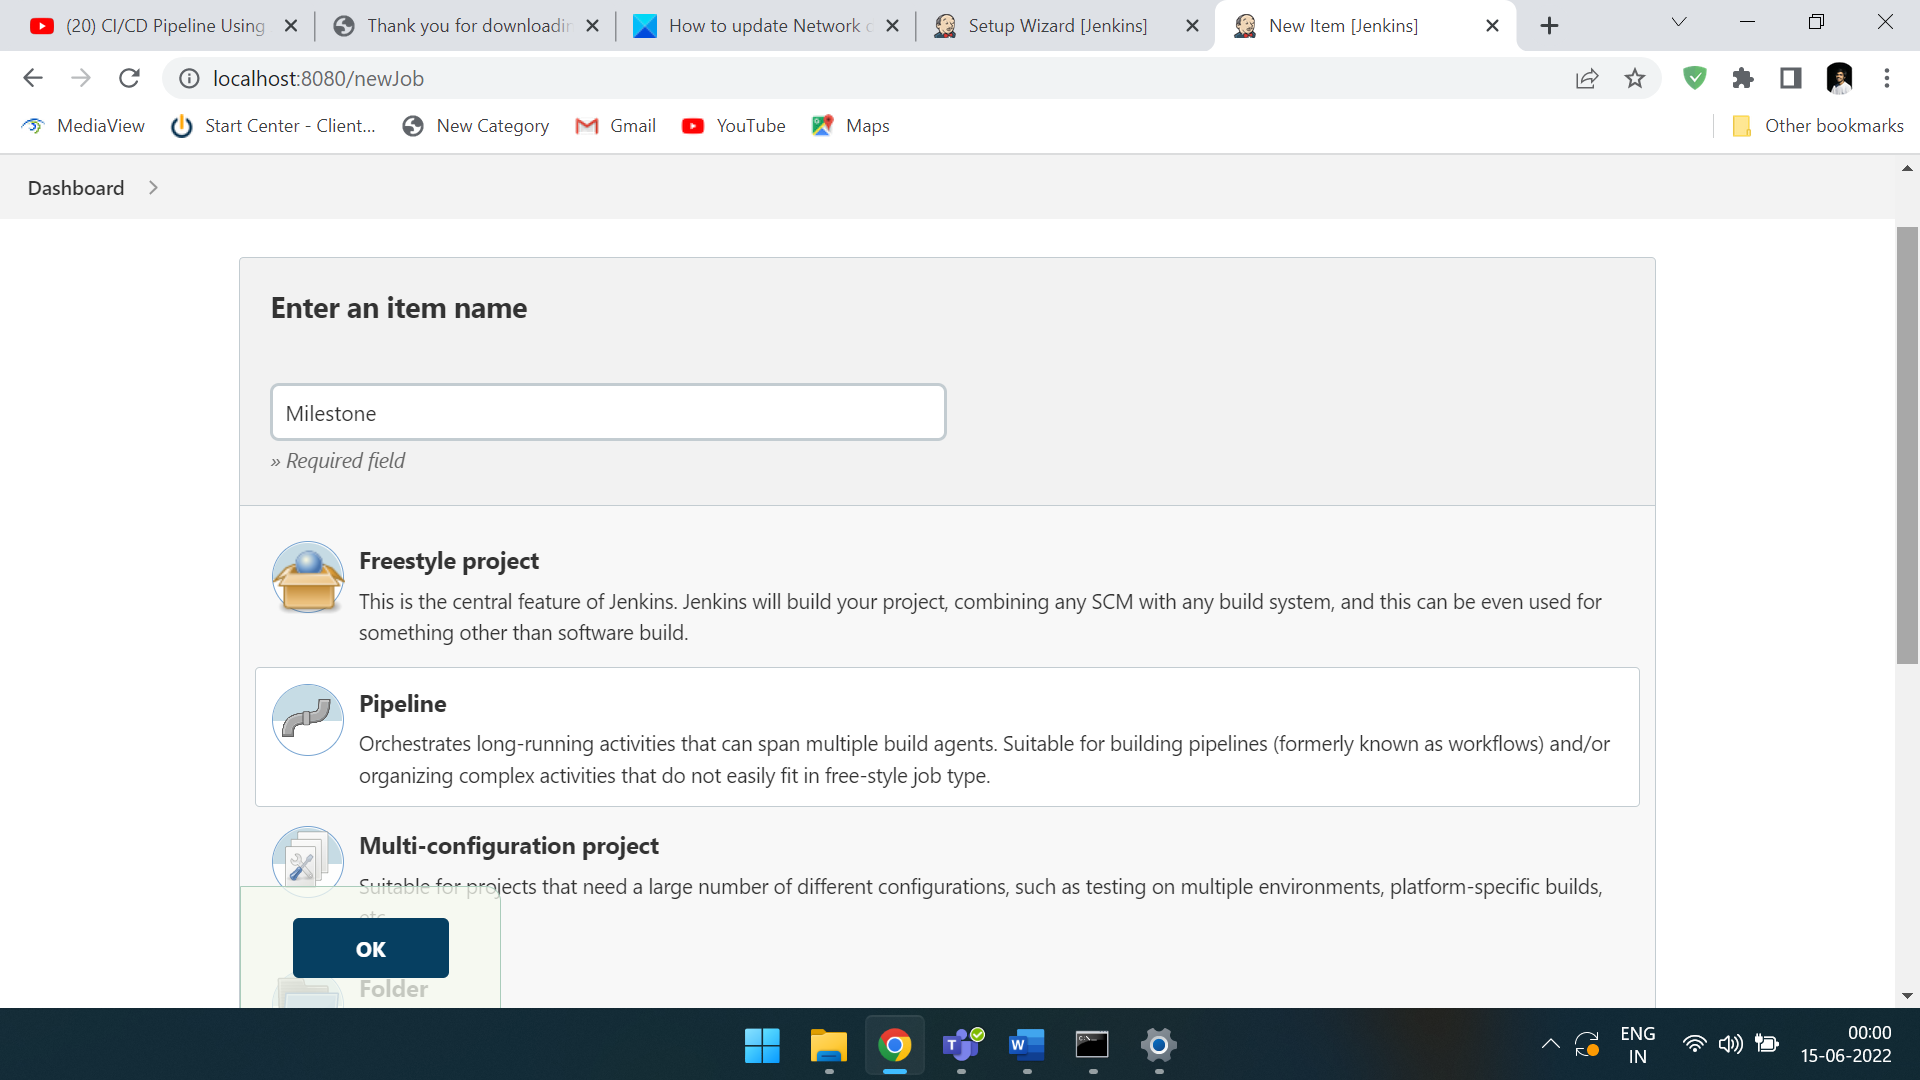 (20) CI/CD Pipeline Using
Thank you for downloadin
How to update Network
Setup Wizard [Jenkins]
New Item [Jenkins]
localhost:8080/newJob
MediaView
Start Center - Client...
New Category
Gmail
YouTube
Maps
Other bookmarks
Dashboard
Enter an item name
Milestone
» Required field
Freestyle project
This is the central feature of Jenkins. Jenkins will build your project, combining any SCM with any build system, and this can be even used for
something other than software build.
Pipeline
Orchestrates long-running activities that can span multiple build agents. Suitable for building pipelines (formerly known as workflows) and/or
organizing complex activities that do not easily fit in free-style job type.
Multi-configuration project
Suitable for projects that need a large number of different configurations, such as testing on multiple environments, platform-specific builds,
etc.
OK
Folder
ENG
IN
00:00
15-06-2022